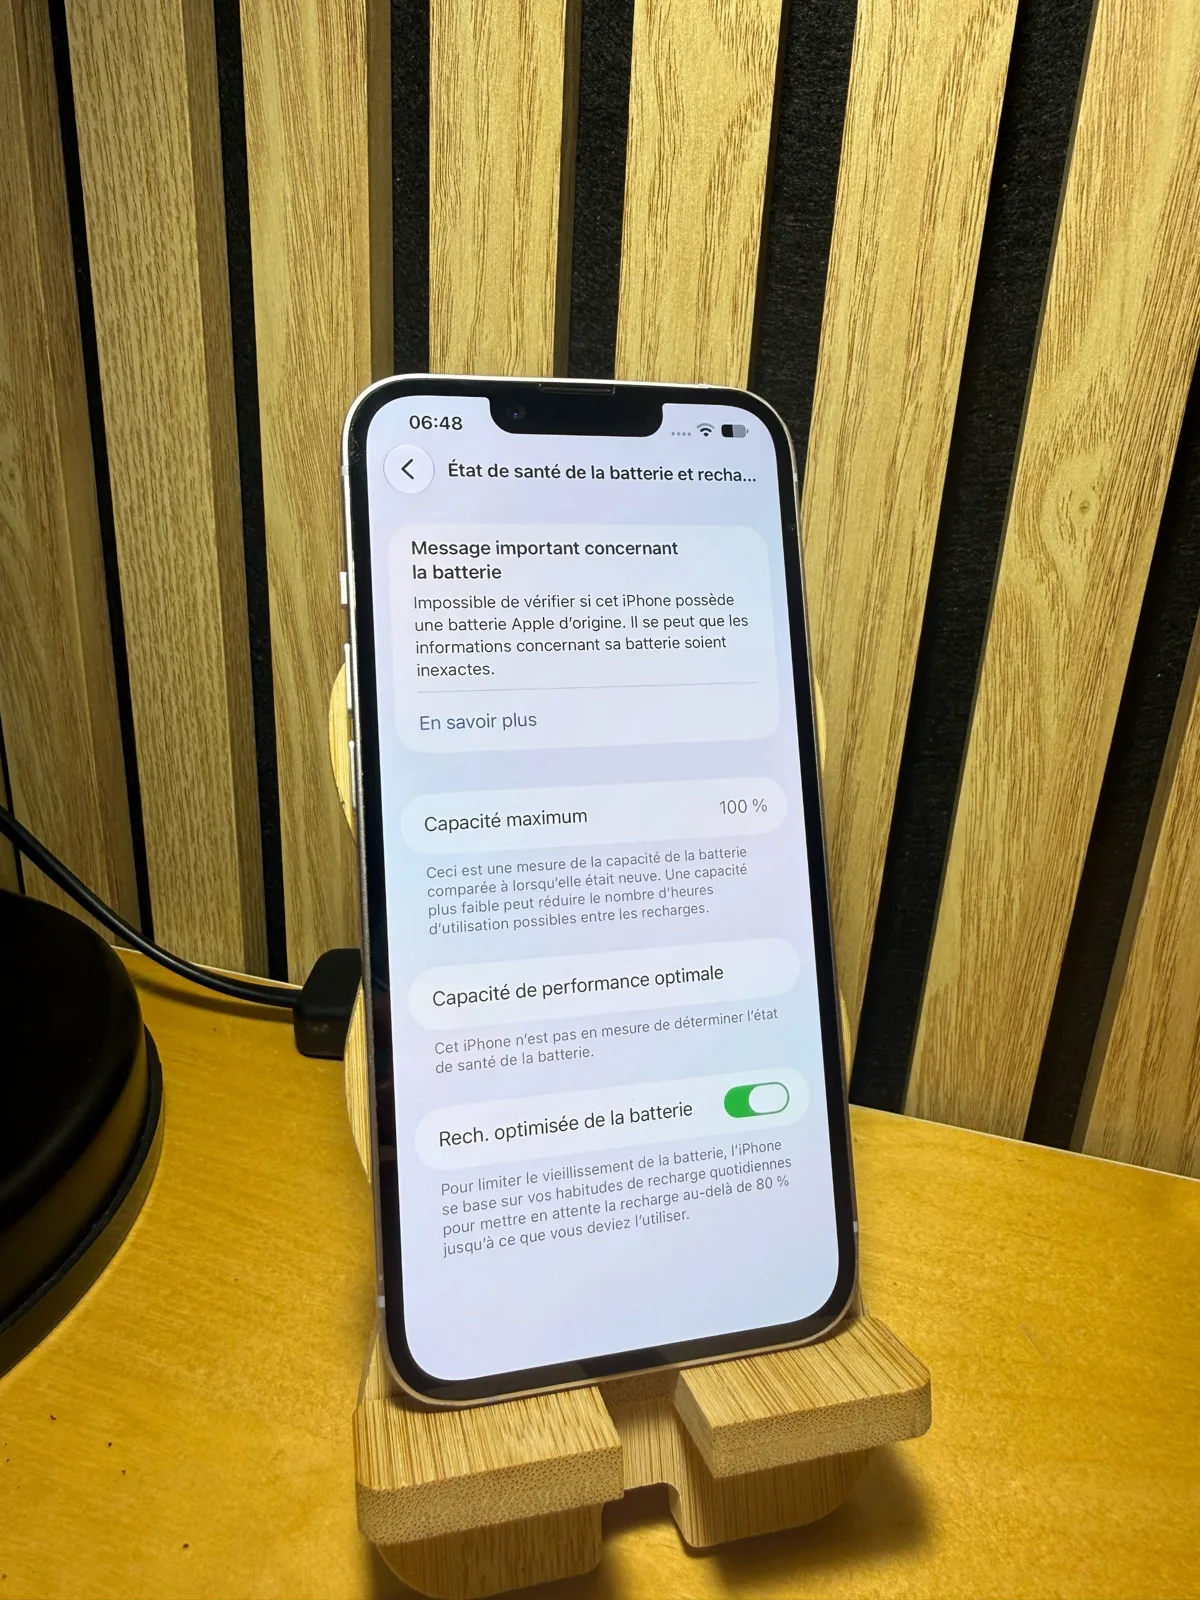 06:48
État de santé de la batterie et recha...
Message important concernant
la batterie
Impossible de vérifier si cet iPhone possède
une batterie Apple d'origine. Il se peut que les
informations concernant sa batterie soient
inexactes.
En savoir plus
Capacité maximum 100 %
Ceci est une mesure de la capacité de la batterie
comparée à lorsqu'elle était neuve. Une capacité
plus faible peut réduire le nombre d'heures
d'utilisation possibles entre les recharges.
Capacité de performance optimale
Cet iPhone n'est pas en mesure de déterminer l'état
de santé de la batterie.
Rech. optimisée de la batterie
Pour limiter le vieillissement de la batterie, l'iPhone
se base sur vos habitudes de recharge quotidiennes
pour mettre en attente la recharge au-delà de 80 %
jusqu'à ce que vous deviez l'utiliser.